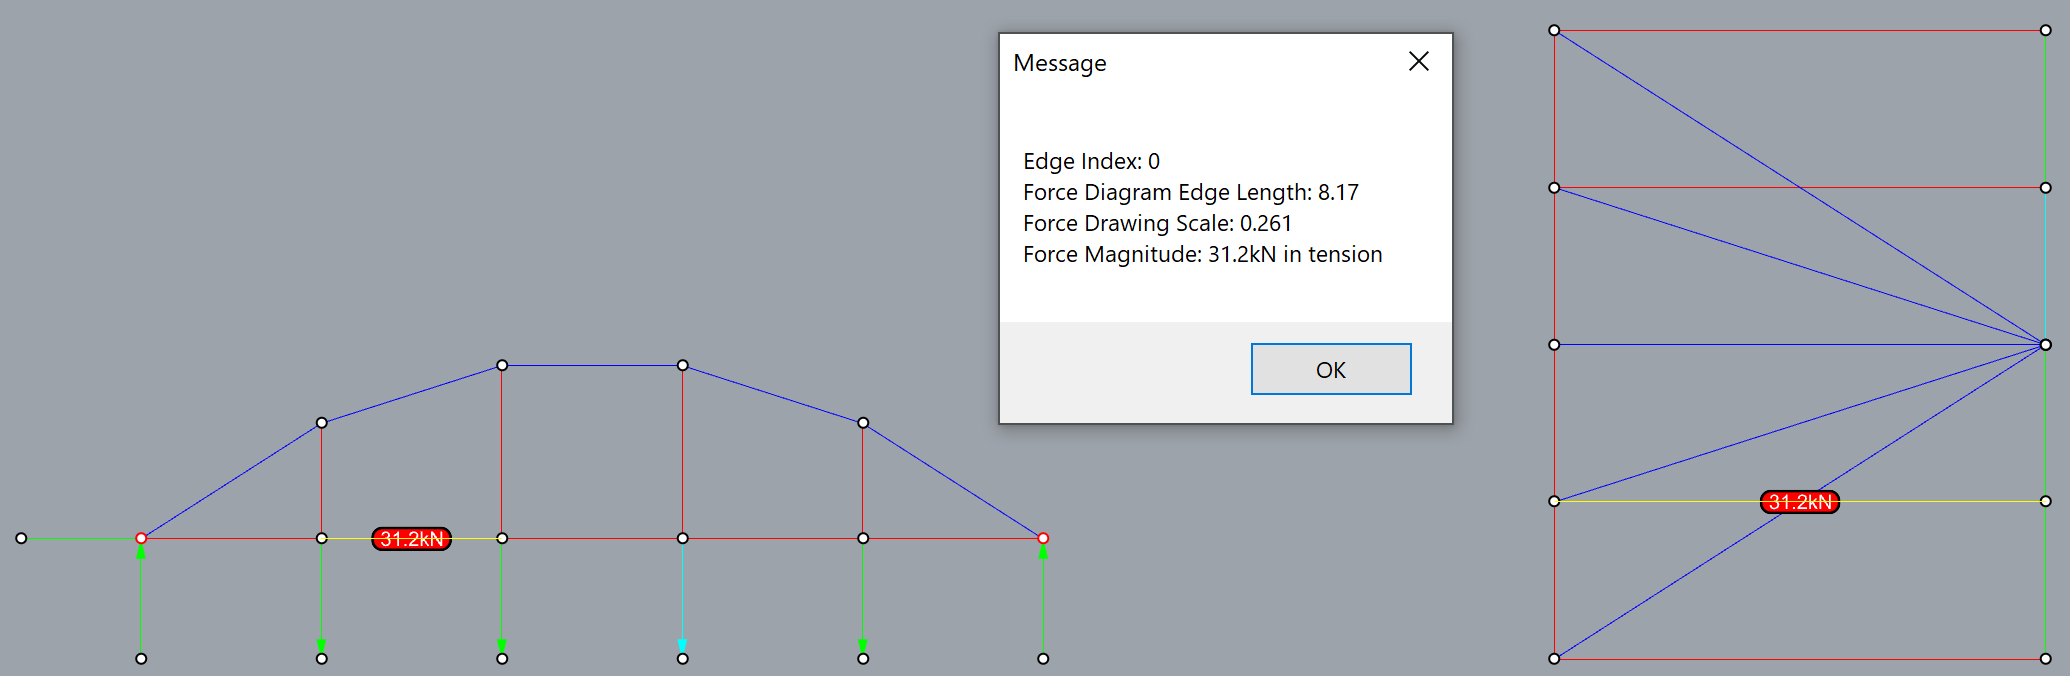 Message
Edge Index: 0
Force Diagram Edge Length: 8.17
Force Drawing Scale: 0.261
Force Magnitude: 31.2kN in tension
OK
31.2kN
31.2kN